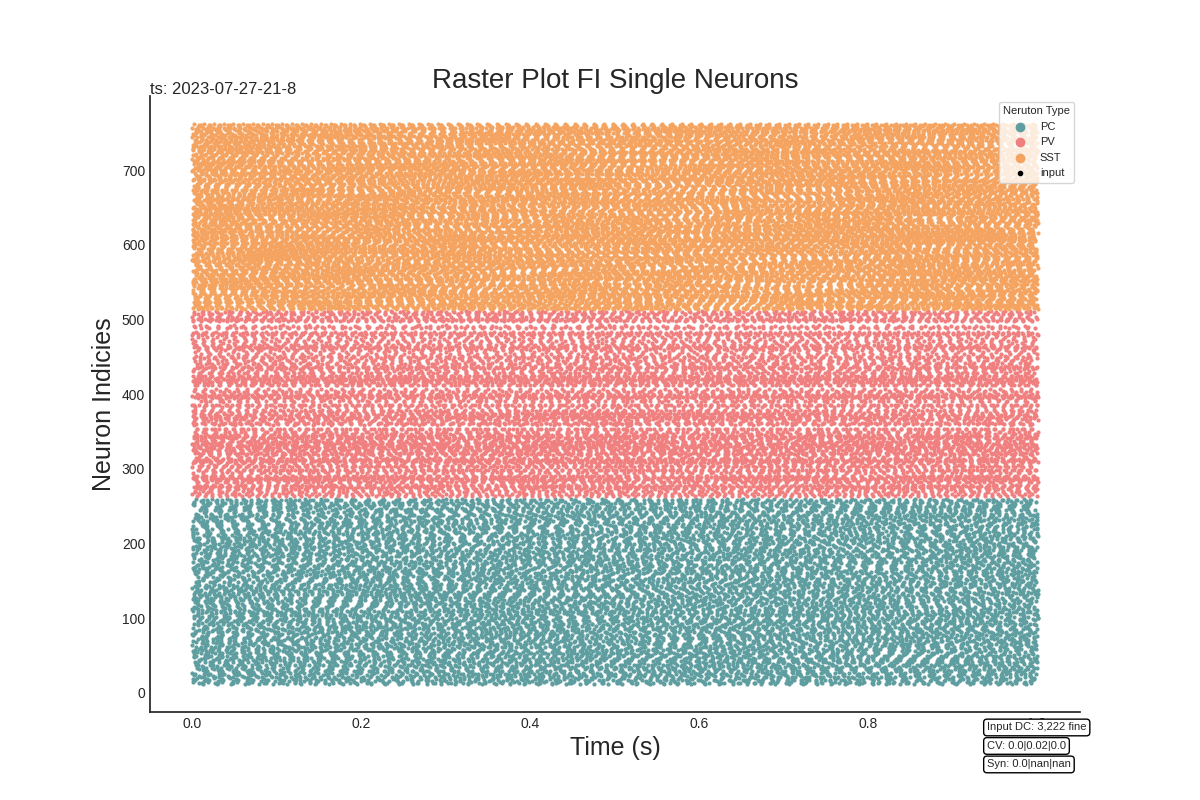 Raster Plot FI Single Neurons
ts: 2023-07-27-21-8
Neruton Type
PC
PV
SST
input
Neuron Indicies
700
600
500
400
300
200
100
0
0.0
0.2
0.4
0.6
0.8
Time (s)
Input DC: 3,222 fine
CV: 0.0|0.02|0.0
Syn: 0.0|nan|nan